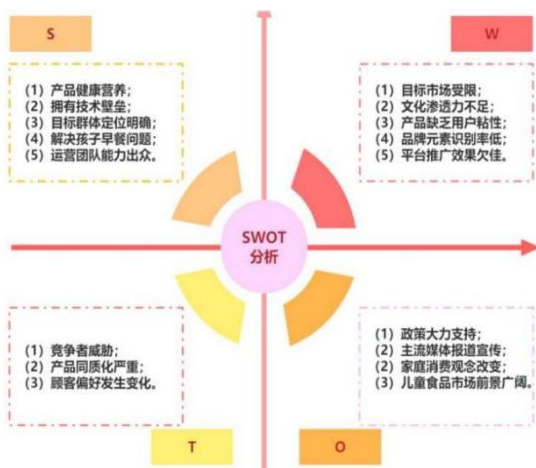 S
(1) 产品健康营养;
(2) 拥有技术壁垒;
(3) 目标群体定位明确;
(4) 解决孩子早餐问题;
(5) 运营团队能力出众。
W
(1) 目标市场受限;
(2) 文化渗透力不足;
(3) 产品缺乏用户粘性;
(4) 品牌元素识别率低;
(5) 平台推广效果欠佳。
SWOT
分析
(1) 竞争者威胁;
(2) 产品同质化严重;
(3) 顾客偏好发生变化。
T
(1) 政策大力支持;
(2) 主流媒体报道宣传;
(2) 家庭消费观念改变;
(3) 儿童食品市场前景广阔。
O